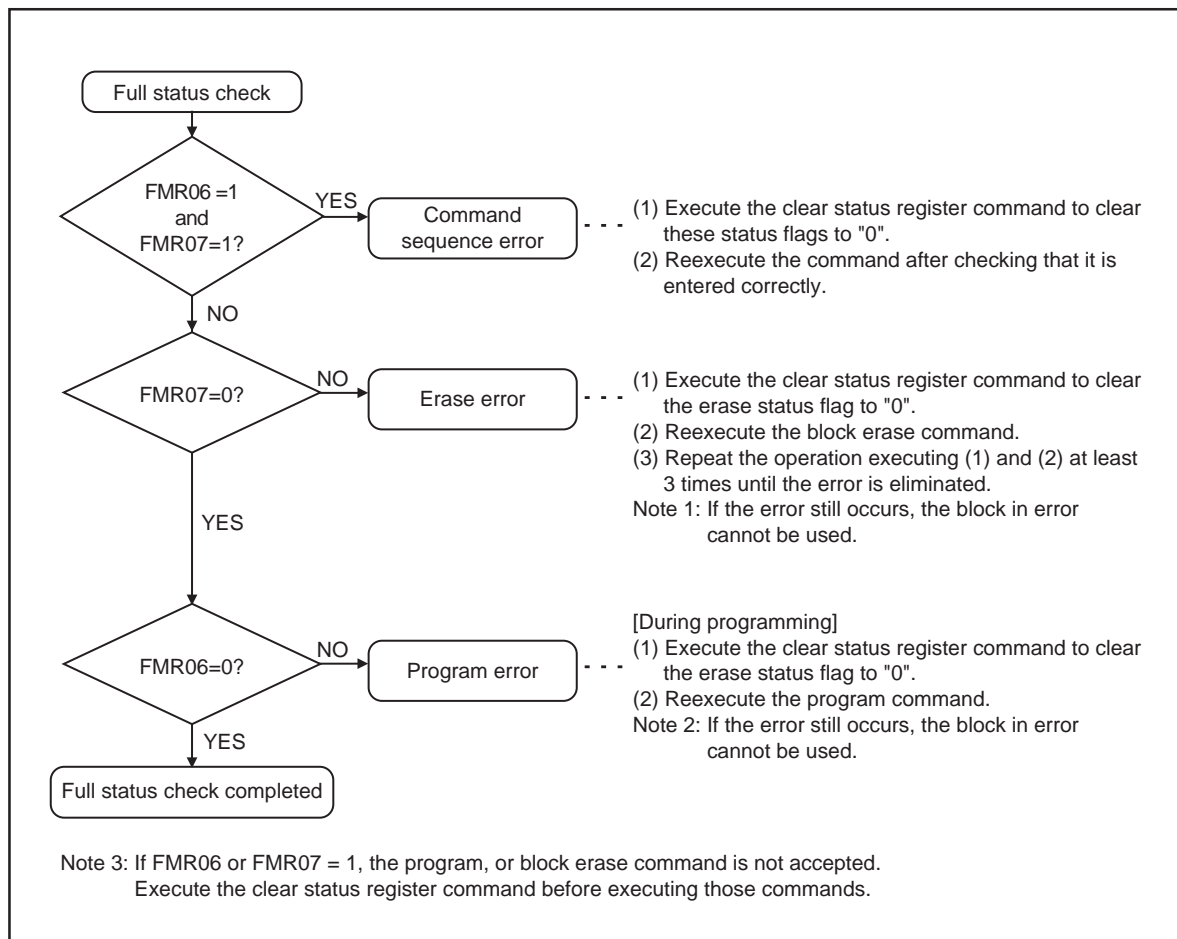 Full status check
FMR06 =1
and
FMR07=1?
YES
Command
sequence error
(1) Execute the clear status register command to clear
these status flags to "0".
(2) Reexecute the command after checking that it is
entered correctly.
NO
FMR07=0?
NO
Erase error
(1) Execute the clear status register command to clear
the erase status flag to "0".
(2) Reexecute the block erase command.
(3) Repeat the operation executing (1) and (2) at least
3 times until the error is eliminated.
Note 1: If the error still occurs, the block in error
cannot be used.
YES
FMR06=0?
NO
Program error
[During programming]
(1) Execute the clear status register command to clear
the erase status flag to "0".
(2) Reexecute the program command.
Note 2: If the error still occurs, the block in error
cannot be used.
YES
Full status check completed
Note 3: If FMR06 or FMR07 = 1, the program, or block erase command is not accepted.
Execute the clear status register command before executing those commands.